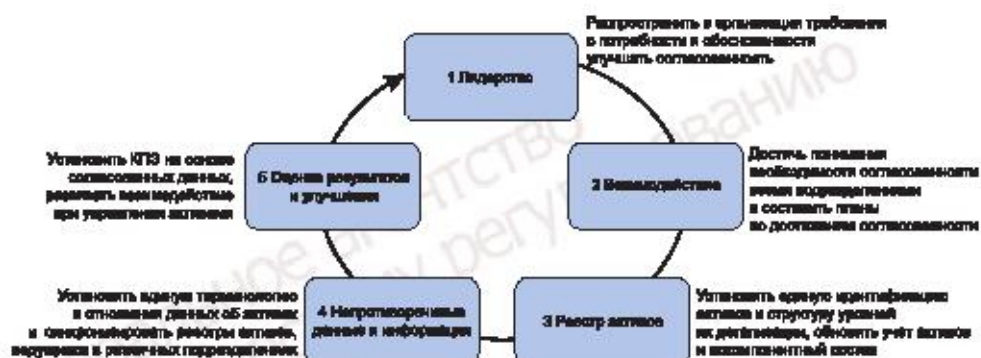 Распространить в организации требования
о потребности и обоснованности
улучшать согласованность
1 Лидерство
Установить КПЭ на основе
согласованных данных,
развивать взаимодействие
при управлении активами
5 Оценка результатов
и улучшения
2 Взаимодействие
Достичь понимания
необходимости согласованности
всеми подразделениями
и составить планы
по достижению согласованности
Установить единую терминологию
и отношения данных об активах
и синхронизировать реестры активов,
ведущиеся в различных подразделениях
4 Непротиворечивые
данные и информация
3 Реестр активов
Установить единую идентификацию
активов и структуру уровней
их детализации, обновить учет активов
и компонентный состав